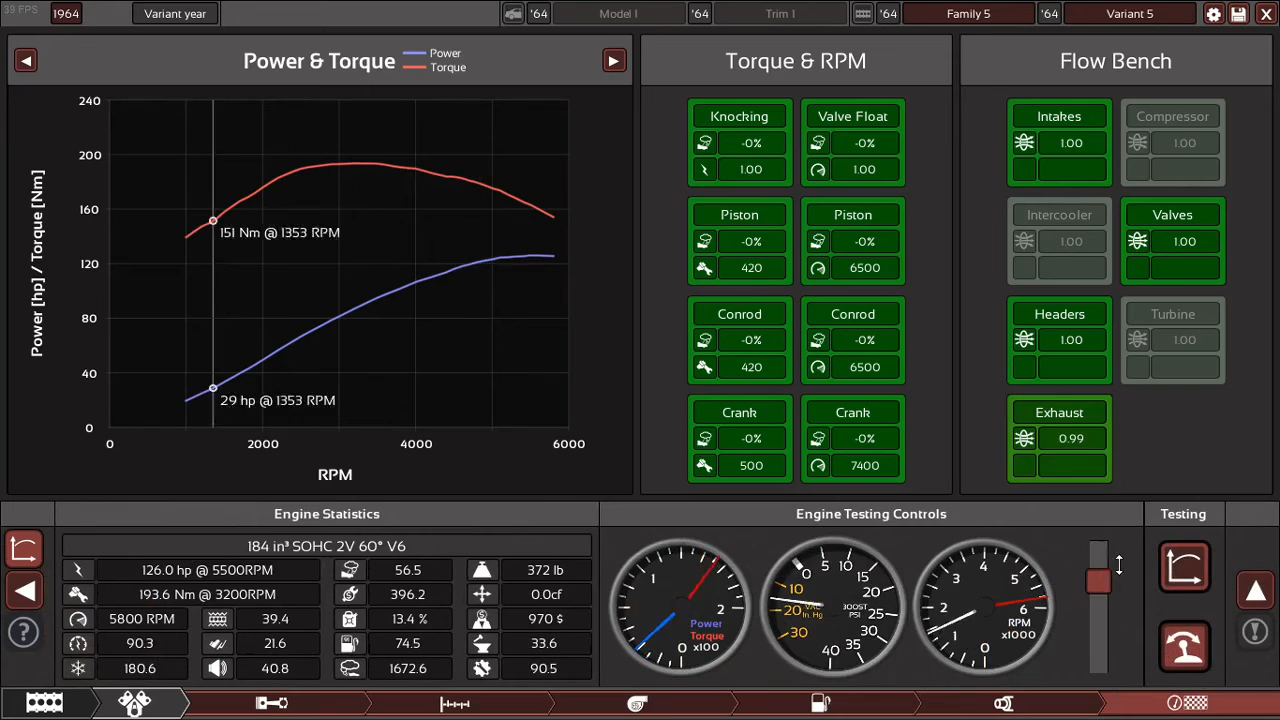 39 FPS
1964
Variant year
'64
Model 1
'64
Trim 1
'64
Family 5
'64
Variant 5
Power & Torque
Power
Torque
Torque & RPM
Flow Bench
240
200
160
120
80
40
0
Power [hp] / Torque [Nm]
151 Nm @ 1353 RPM
29 hp @ 1353 RPM
0
2000
4000
6000
RPM
Knocking
-0%
1.00
Valve Float
-0%
1.00
Piston
-0%
420
Piston
-0%
6500
Conrod
-0%
420
Conrod
-0%
6500
Crank
-0%
500
Crank
-0%
7400
Intakes
1.00
Compressor
1.00
Intercooler
1.00
Valves
1.00
Headers
1.00
Turbine
1.00
Exhaust
0.99
Engine Statistics
184 in³ SOHC 2V 60° V6
126.0 hp @ 5500RPM
56.5
372 lb
193.6 Nm @ 3200RPM
396.2
0.0cf
5800 RPM
39.4
13.4 %
970 $
90.3
21.6
74.5
33.6
180.6
40.8
1672.6
90.5
Engine Testing Controls
0
1
2
Power
Torque
x100
30
20
10
0
5
10
15
20
25
30
35
40
VAC
In Hg
BOOST
PSI
0
1
2
3
4
5
6
RPM
x1000
Testing